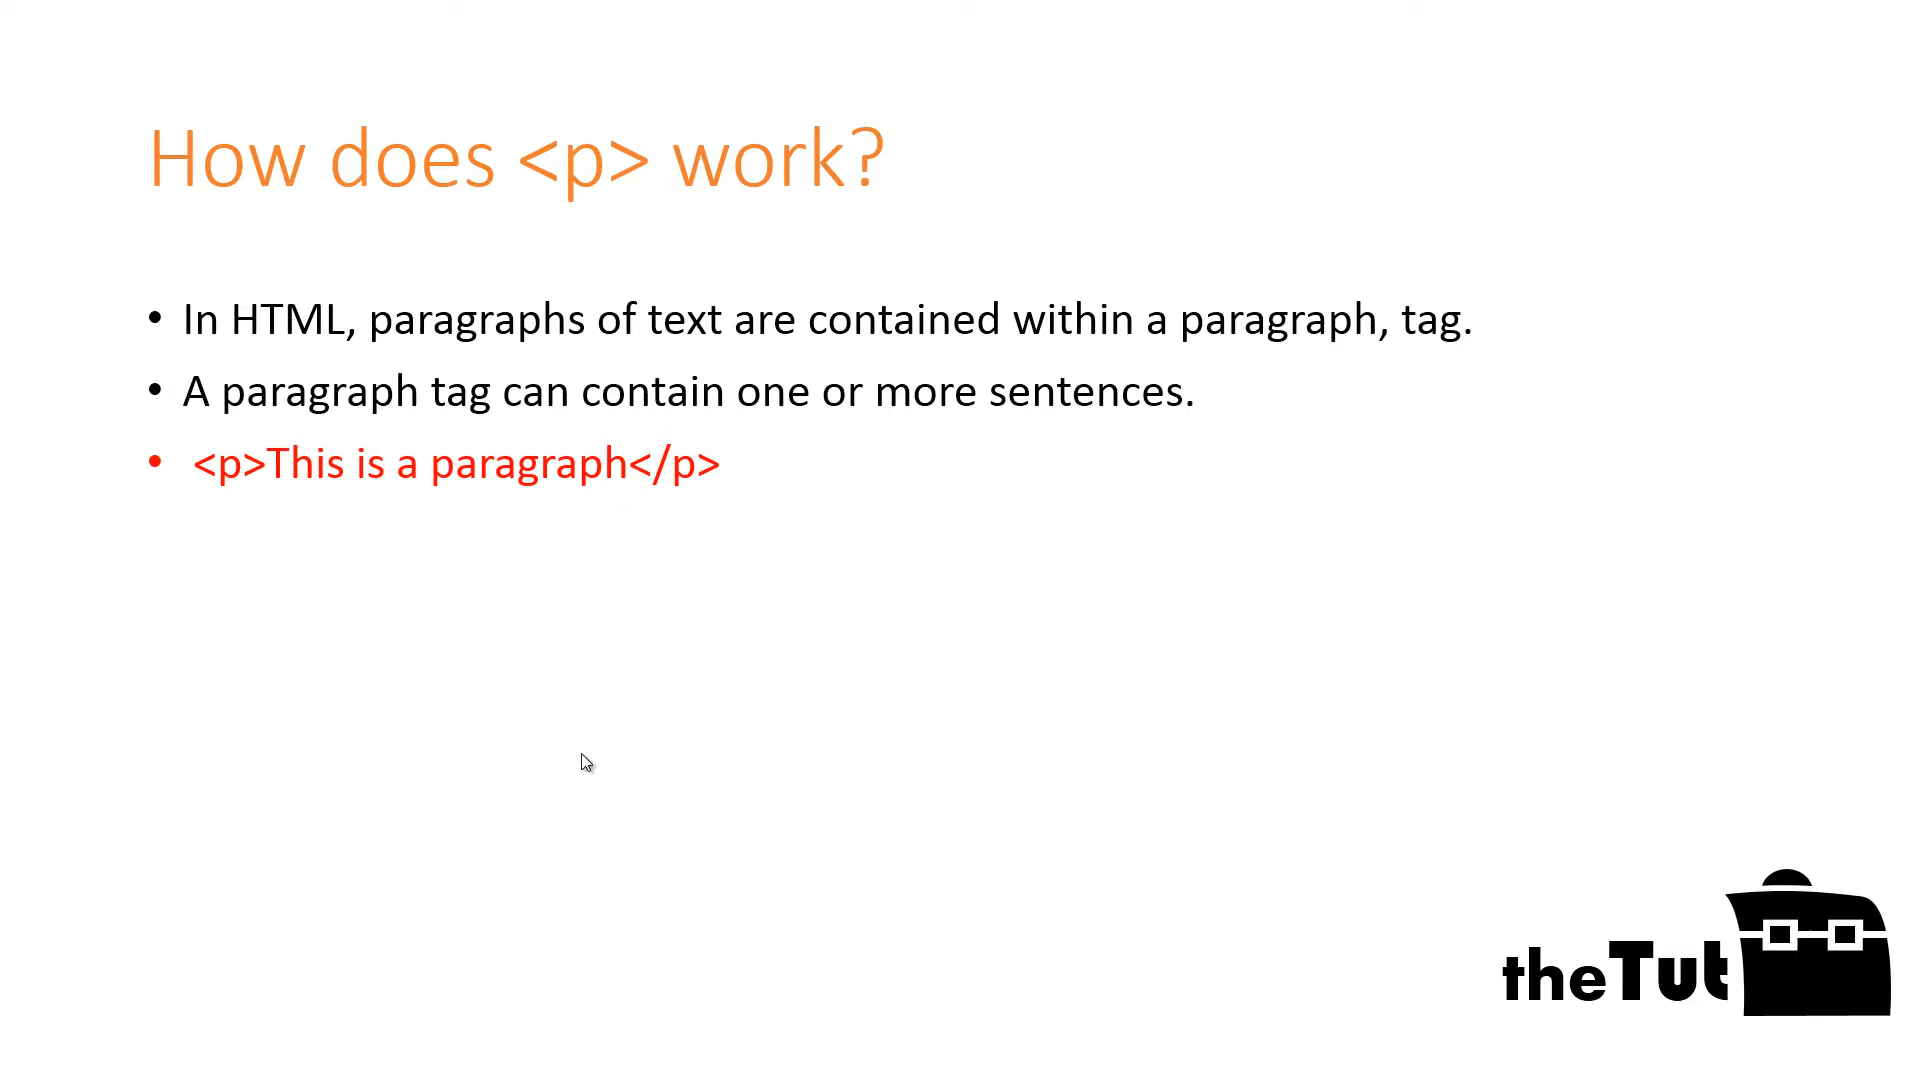 How does <p> work?
• In HTML, paragraphs of text are contained within a paragraph, tag.
• A paragraph tag can contain one or more sentences.
• <p>This is a paragraph</p>
theTut